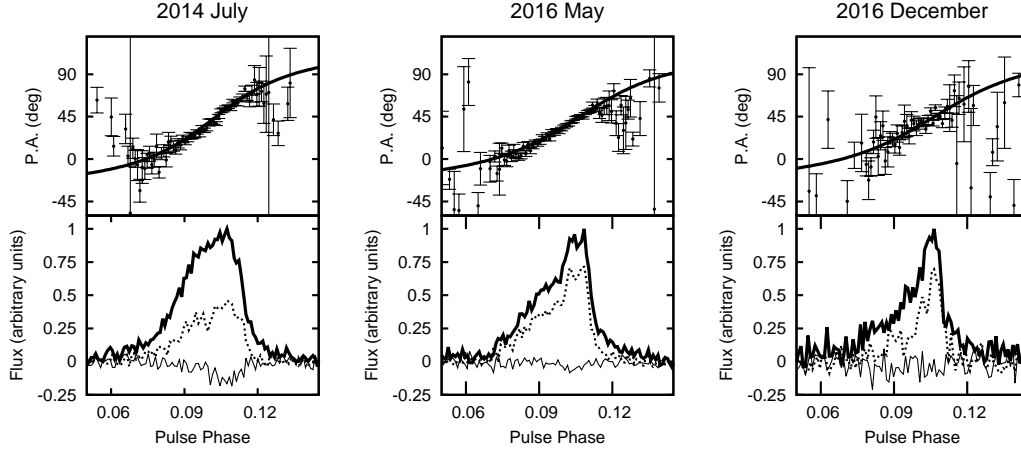 2014 July
2016 May
2016 December
P.A. (deg)
90
45
0
-45
P.A. (deg)
90
45
0
-45
P.A. (deg)
90
45
0
-45
Flux (arbitrary units)
1
0.75
0.5
0.25
0
-0.25
Flux (arbitrary units)
1
0.75
0.5
0.25
0
-0.25
Flux (arbitrary units)
1
0.75
0.5
0.25
0
-0.25
0.06 0.09 0.12
0.06 0.09 0.12
0.06 0.09 0.12
Pulse Phase
Pulse Phase
Pulse Phase